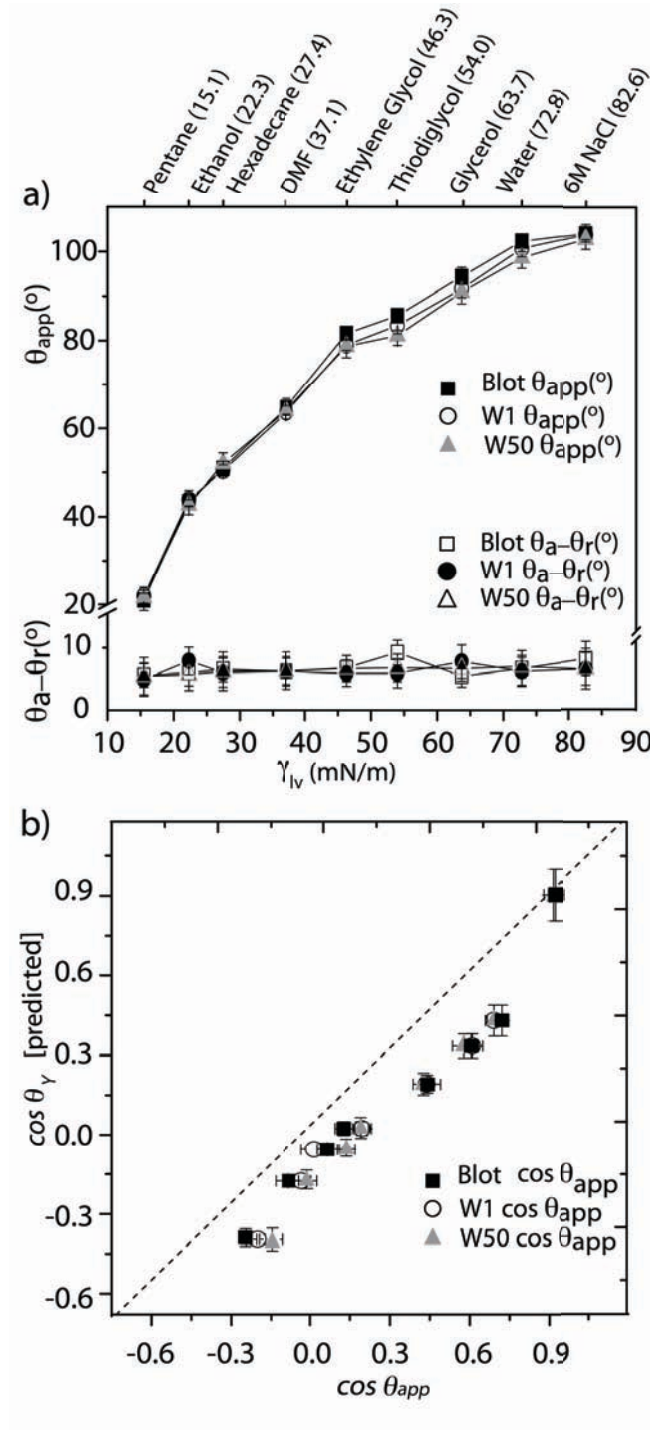 Pentane (15.1)
Ethanol (22.3)
Hexadecane (27.4)
DMF (37.1)
Ethylene Glycol (46.3)
Thiodiglycol (54.0)
Glycerol (63.7)
Water (72.8)
6M NaCl (82.6)
a)
θapp(º)
100
80
60
40
20
Blot θapp(º)
W1 θapp(º)
W50 θapp(º)
Blot θa–θr(º)
W1 θa–θr(º)
W50 θa–θr(º)
θa–θr(º)
10
0
10 20 30 40 50 60 70 80 90
γlv (mN/m)
b)
cos θY [predicted]
0.9
0.6
0.3
0.0
-0.3
-0.6
Blot cos θapp
W1 cos θapp
W50 cos θapp
-0.6 -0.3 0.0 0.3 0.6 0.9
cos θapp